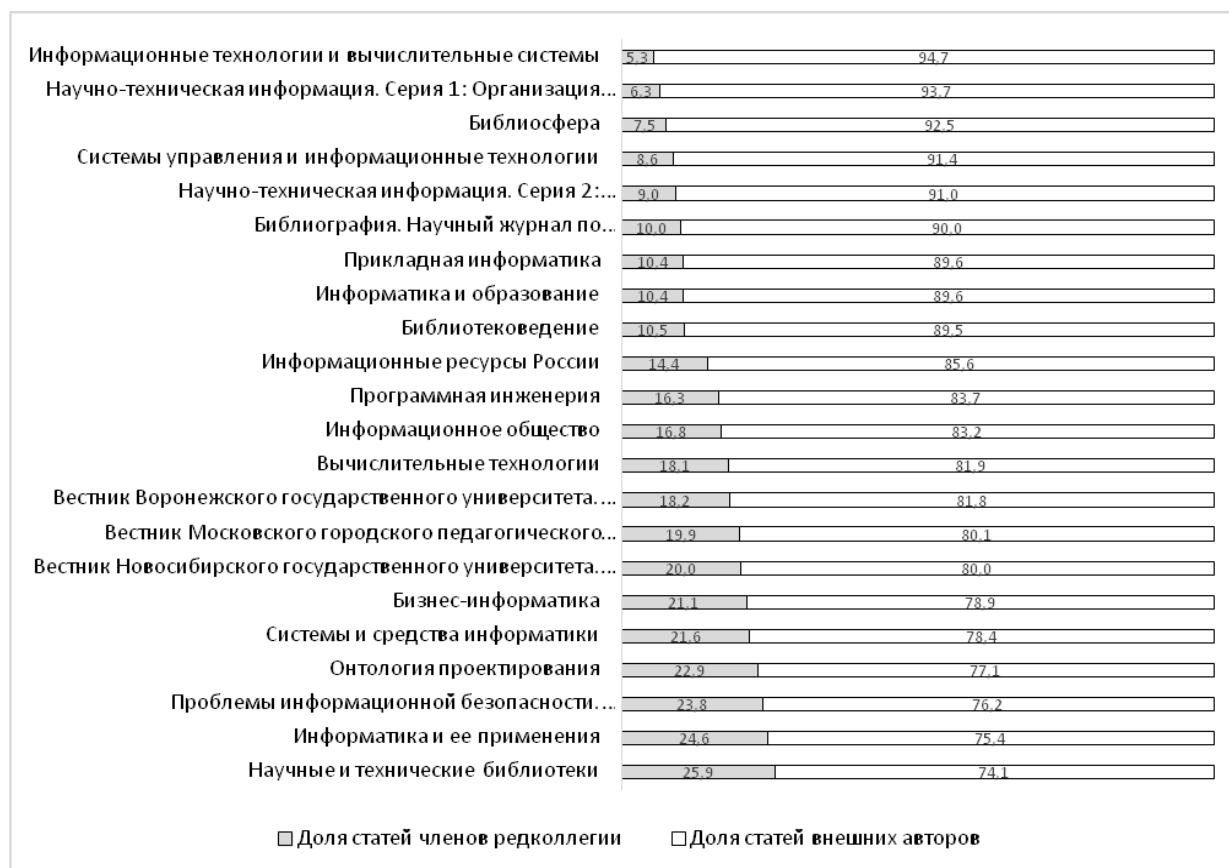 Информационные технологии и вычислительные системы 5,3 94,7
Научно-техническая информация. Серия 1: Организация... 6,3 93,7
Библиосфера 7,5 92,5
Системы управления и информационные технологии 8,6 91,4
Научно-техническая информация. Серия 2:... 9,0 91,0
Библиография. Научный журнал по... 10,0 90,0
Прикладная информатика 10,4 89,6
Информатика и образование 10,4 89,6
Библиотековедение 10,5 89,5
Информационные ресурсы России 14,4 85,6
Программная инженерия 16,3 83,7
Информационное общество 16,8 83,2
Вычислительные технологии 18,1 81,9
Вестник Воронежского государственного университета.... 18,2 81,8
Вестник Московского городского педагогического... 19,9 80,1
Вестник Новосибирского государственного университета.... 20,0 80,0
Бизнес-информатика 21,1 78,9
Системы и средства информатики 21,6 78,4
Онтология проектирования 22,9 77,1
Проблемы информационной безопасности.... 23,8 76,2
Информатика и ее применения 24,6 75,4
Научные и технические библиотеки 25,9 74,1
Доля статей членов редколлегии Доля статей внешних авторов